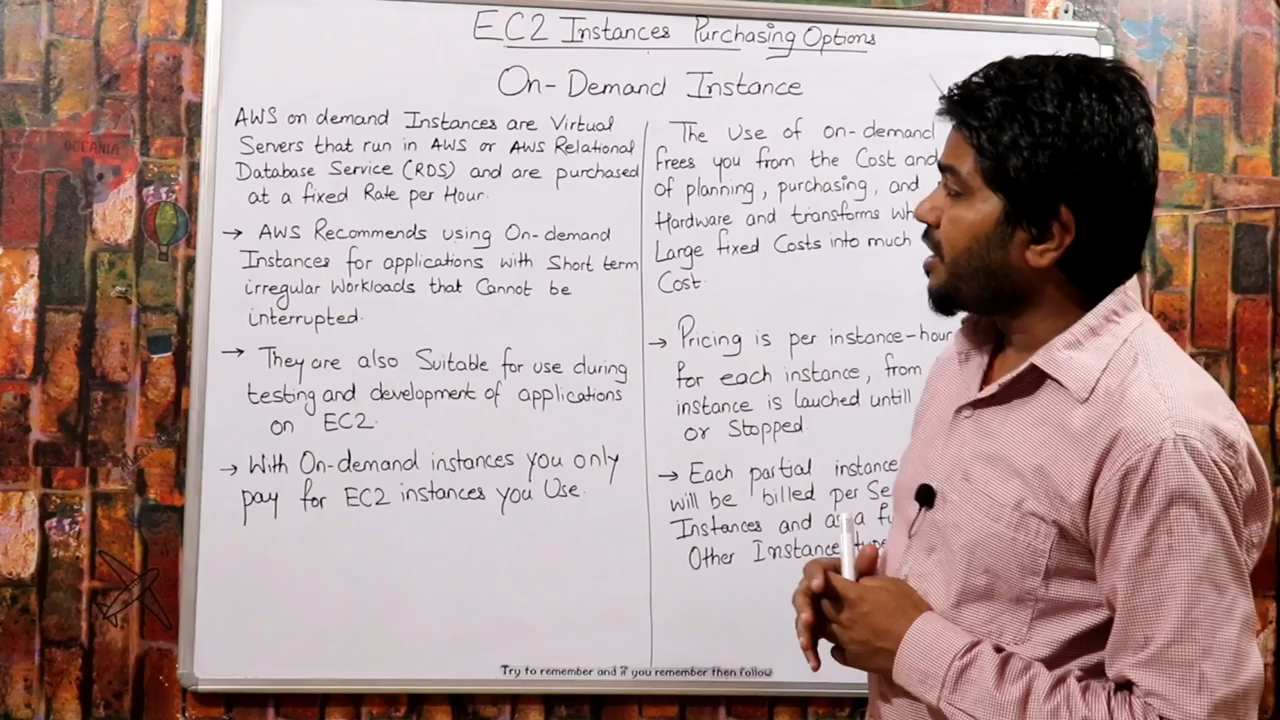 EC2 Instances Purchasing Options
On-Demand Instance
AWS on demand Instances are Virtual
Servers that run in AWS or AWS Relational
Database Service (RDS) and are purchased
at a fixed Rate per Hour.
→ AWS Recommends using On-demand
Instances for applications with Short term
irregular Workloads that Cannot be
interrupted.
→ They are also Suitable for use during
testing and development of applications
on EC2.
→ With On-demand instances you only
pay for EC2 instances you Use.
The Use of on-demand
frees you from the Cost and
of planning, purchasing, and
Hardware and transforms
Large fixed Costs into much
Cost.
→ Pricing is per instance-hour
for each instance, from
instance is lauched untill
or Stopped.
→ Each partial instance
will be billed per
Instances and as a
Other Instance
Try to remember and if you remember then follow
OCEANIA